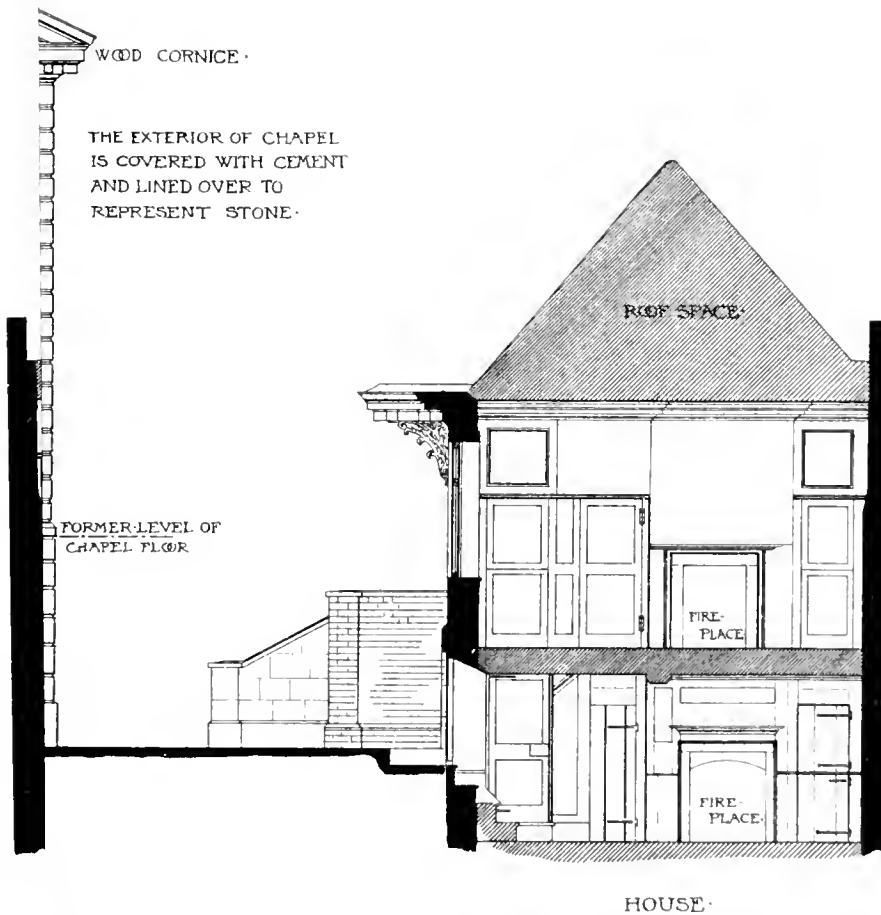 WOOD CORNICE·
THE EXTERIOR OF CHAPEL
IS COVERED WITH CEMENT
AND LINED OVER TO
REPRESENT STONE·
ROOF SPACE·
FORMER·LEVEL OF
CHAPEL FLOOR
FIRE-
PLACE
FIRE-
PLACE·
HOUSE·